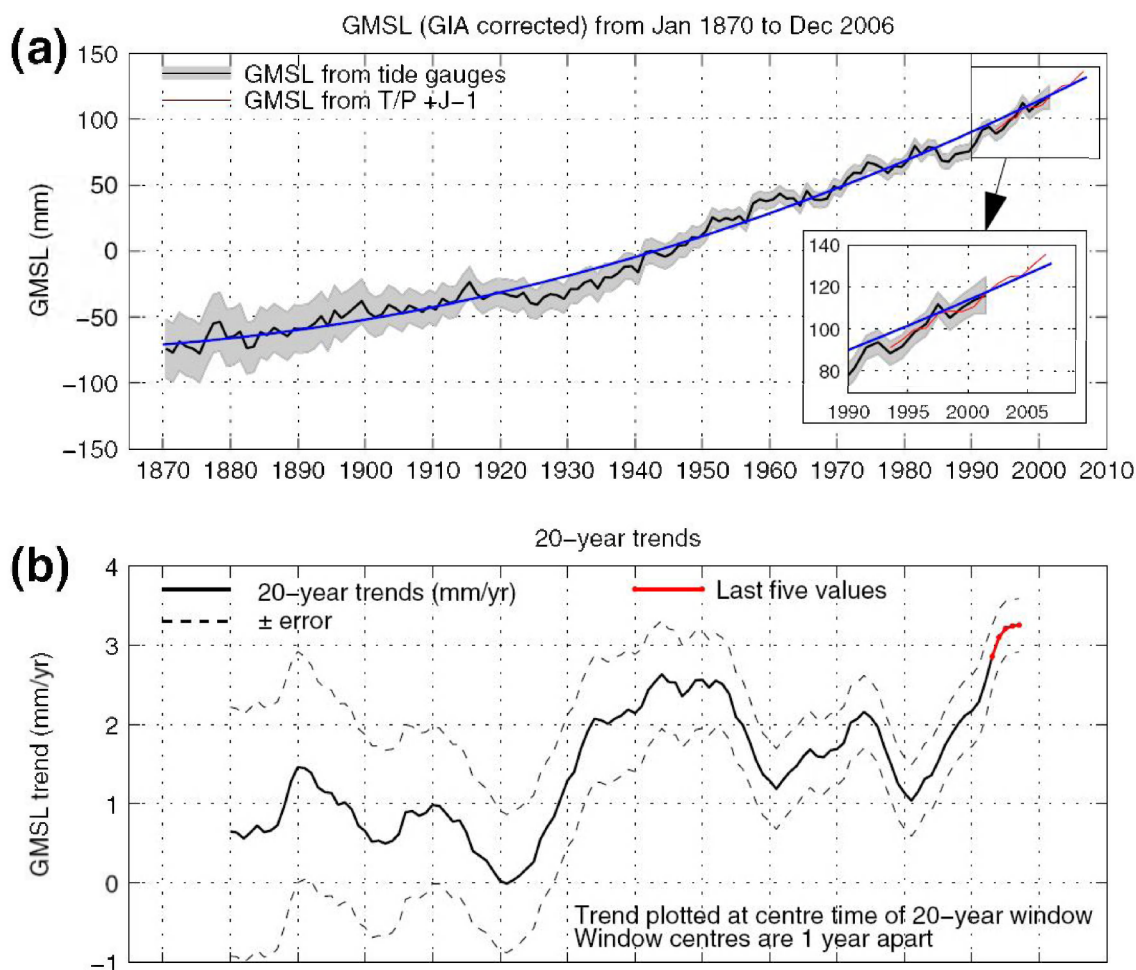 (a)
GMSL (GIA corrected) from Jan 1870 to Dec 2006
GMSL from tide gauges
GMSL from T/P +J−1
GMSL (mm)
150
100
50
0
−50
−100
−150
1870 1880 1890 1900 1910 1920 1930 1940 1950 1960 1970 1980 1990 2000 2010
140
120
100
80
1990 1995 2000 2005
(b)
20−year trends
20−year trends (mm/yr)
± error
Last five values
GMSL trend (mm/yr)
4
3
2
1
0
−1
Trend plotted at centre time of 20−year window
Window centres are 1 year apart